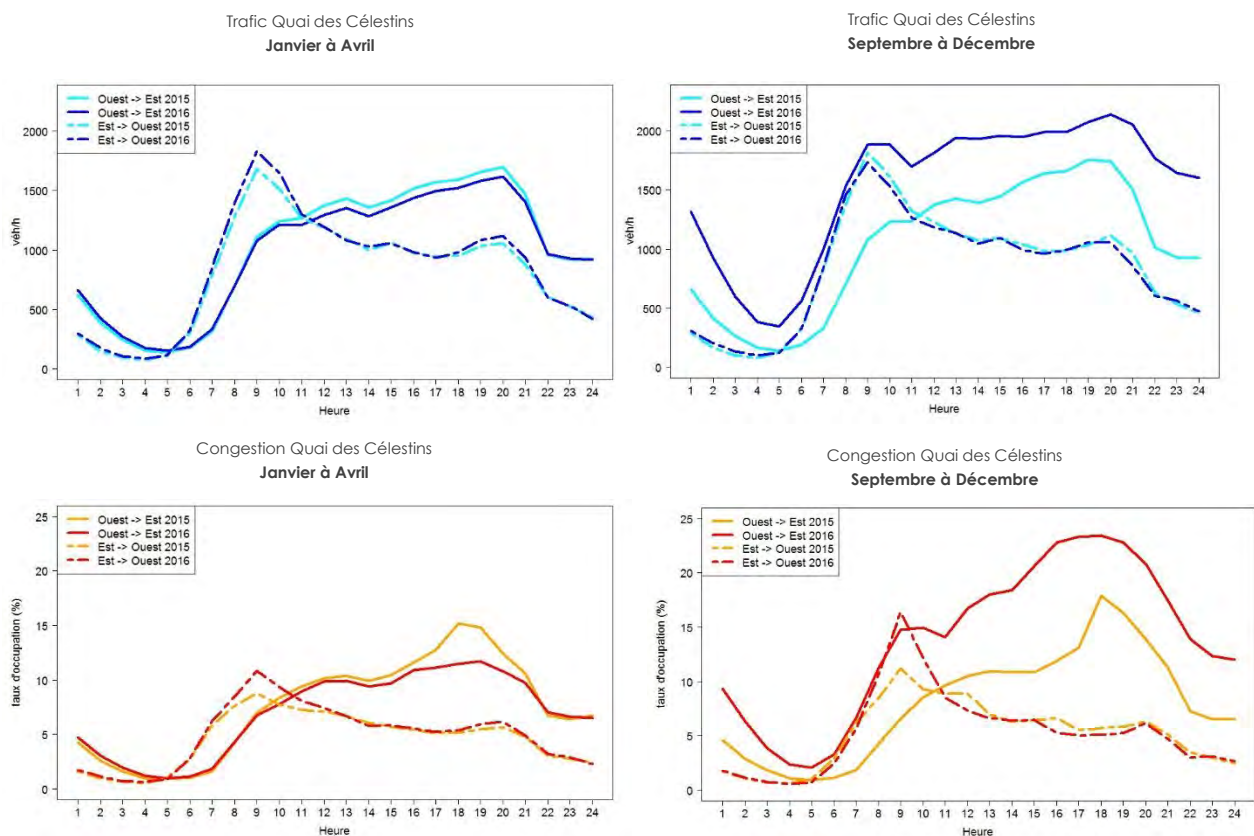 Trafic Quai des Célestins
Janvier à Avril
Ouest -> Est 2015
Ouest -> Est 2016
Est -> Ouest 2015
Est -> Ouest 2016
véh/h
2000
1500
1000
500
0
1 2 3 4 5 6 7 8 9 10 11 12 13 14 15 16 17 18 19 20 21 22 23 24
Heure
Trafic Quai des Célestins
Septembre à Décembre
Ouest -> Est 2015
Ouest -> Est 2016
Est -> Ouest 2015
Est -> Ouest 2016
véh/h
2000
1500
1000
500
0
1 2 3 4 5 6 7 8 9 10 11 12 13 14 15 16 17 18 19 20 21 22 23 24
Heure
Congestion Quai des Célestins
Janvier à Avril
Ouest -> Est 2015
Ouest -> Est 2016
Est -> Ouest 2015
Est -> Ouest 2016
taux d'occupation (%)
25
20
15
10
5
0
1 2 3 4 5 6 7 8 9 10 11 12 13 14 15 16 17 18 19 20 21 22 23 24
Heure
Congestion Quai des Célestins
Septembre à Décembre
Ouest -> Est 2015
Ouest -> Est 2016
Est -> Ouest 2015
Est -> Ouest 2016
taux d'occupation (%)
25
20
15
10
5
0
1 2 3 4 5 6 7 8 9 10 11 12 13 14 15 16 17 18 19 20 21 22 23 24
Heure